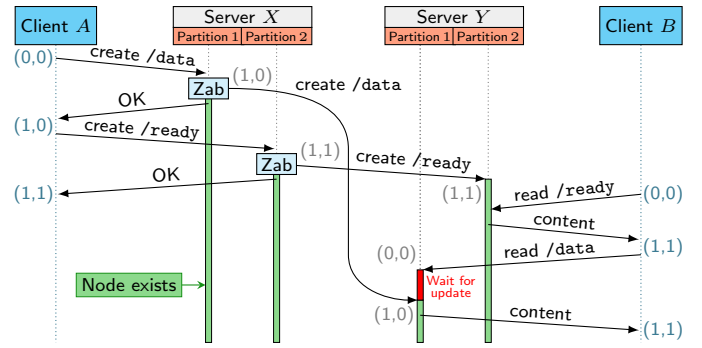 Client A
Server X
Server Y
Client B
Partition 1
Partition 2
Partition 1
Partition 2
(0,0)
create /data
Zab
(1,0)
create /data
OK
(1,0)
create /ready
Zab
(1,1)
create /ready
OK
(1,1)
(1,1)
read /ready
(0,0)
content
(1,1)
read /data
(0,0)
Wait for
update
Node exists
(1,0)
content
(1,1)